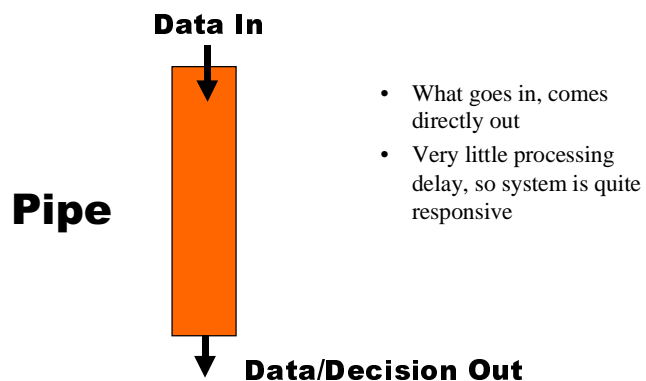 Data In
• What goes in, comes
directly out
• Very little processing
delay, so system is quite
responsive
Pipe
Data/Decision Out